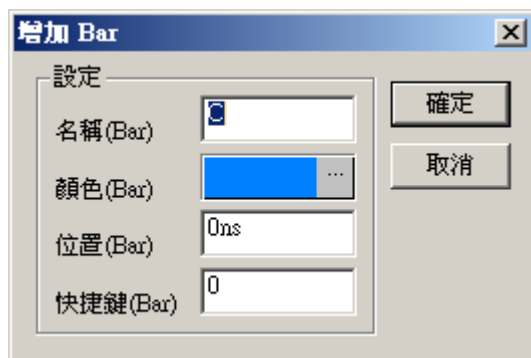 增加 Bar
設定
名稱(Bar) C
顏色(Bar) ...
位置(Bar) 0ns
快捷鍵(Bar) 0
確定
取消